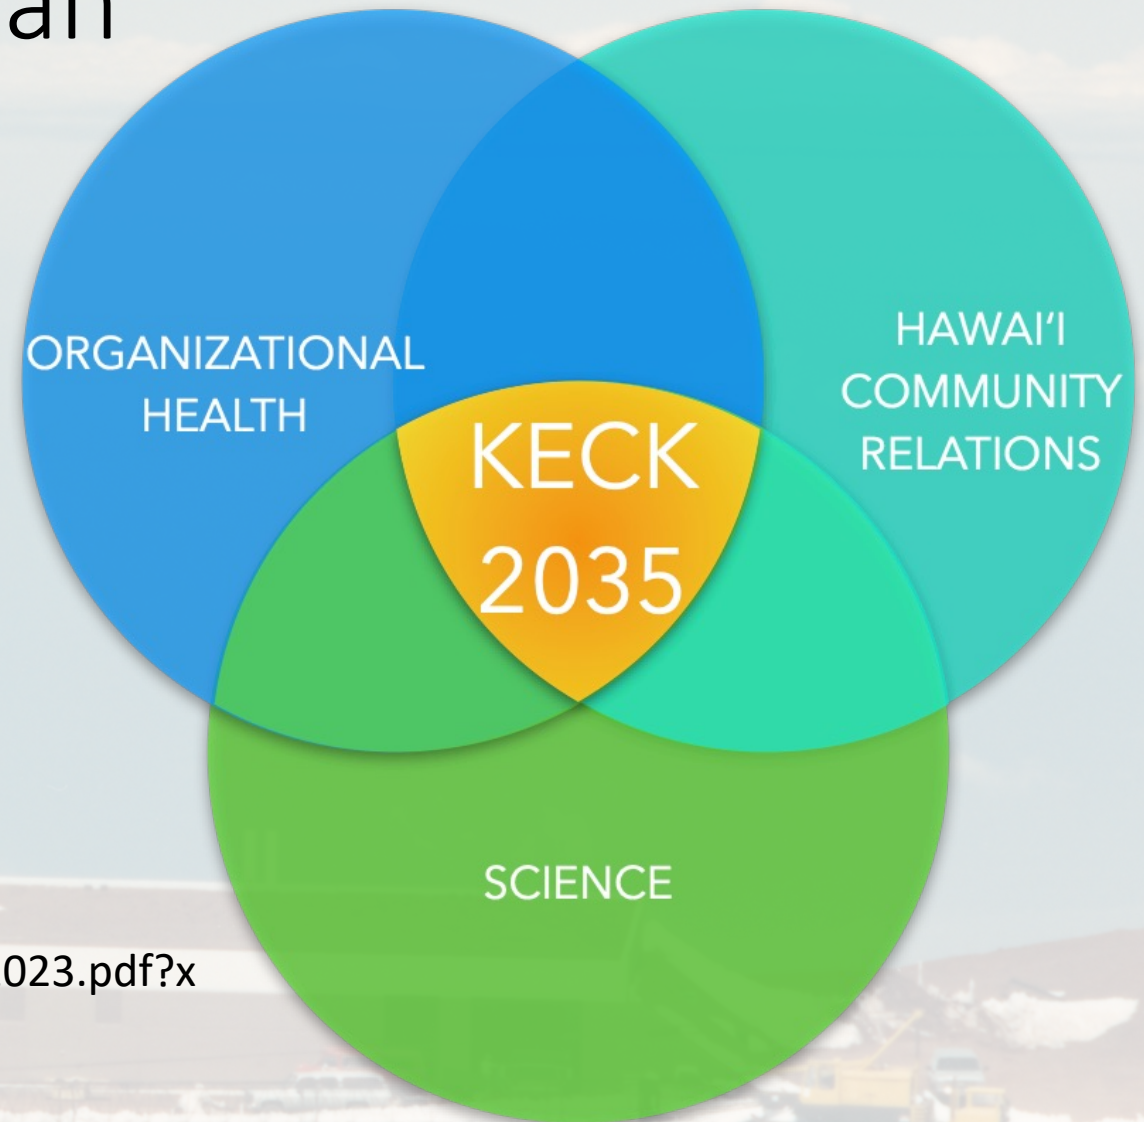 an
ORGANIZATIONAL
HEALTH
HAWAI‘I
COMMUNITY
RELATIONS
KECK
2035
SCIENCE
023.pdf?x